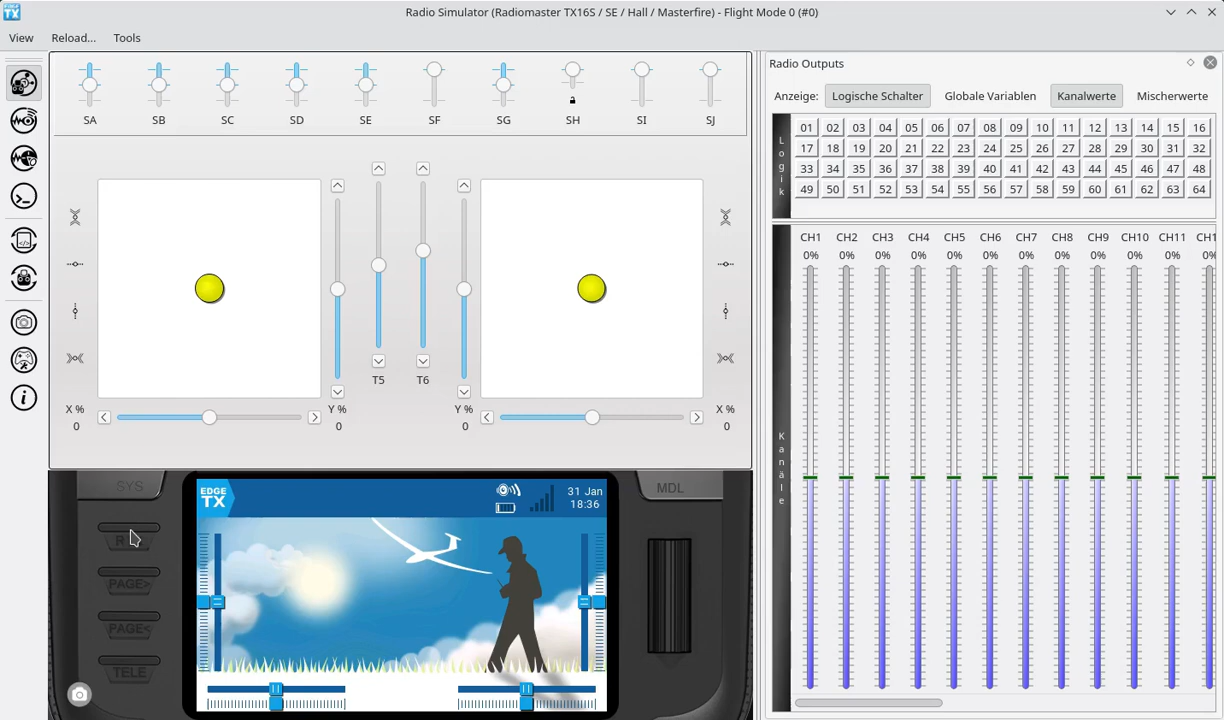 Radio Simulator (Radiomaster TX16S / SE / Hall / Masterfire) - Flight Mode 0 (#0)
View Reload... Tools
SA SB SC SD SE SF SG SH SI SJ
T5 T6
X % Y % Y % X %
0 0 0 0
SYS MDL
PAGE>
PAGE<
TELE
EDGE
TX
31 Jan
18:36
Radio Outputs
Anzeige: Logische Schalter Globale Variablen Kanalwerte Mischerwerte
Logik
01 02 03 04 05 06 07 08 09 10 11 12 13 14 15 16
17 18 19 20 21 22 23 24 25 26 27 28 29 30 31 32
33 34 35 36 37 38 39 40 41 42 43 44 45 46 47 48
49 50 51 52 53 54 55 56 57 58 59 60 61 62 63 64
Kanäle
CH1 CH2 CH3 CH4 CH5 CH6 CH7 CH8 CH9 CH10 CH11 CH1
0% 0% 0% 0% 0% 0% 0% 0% 0% 0% 0% 0%